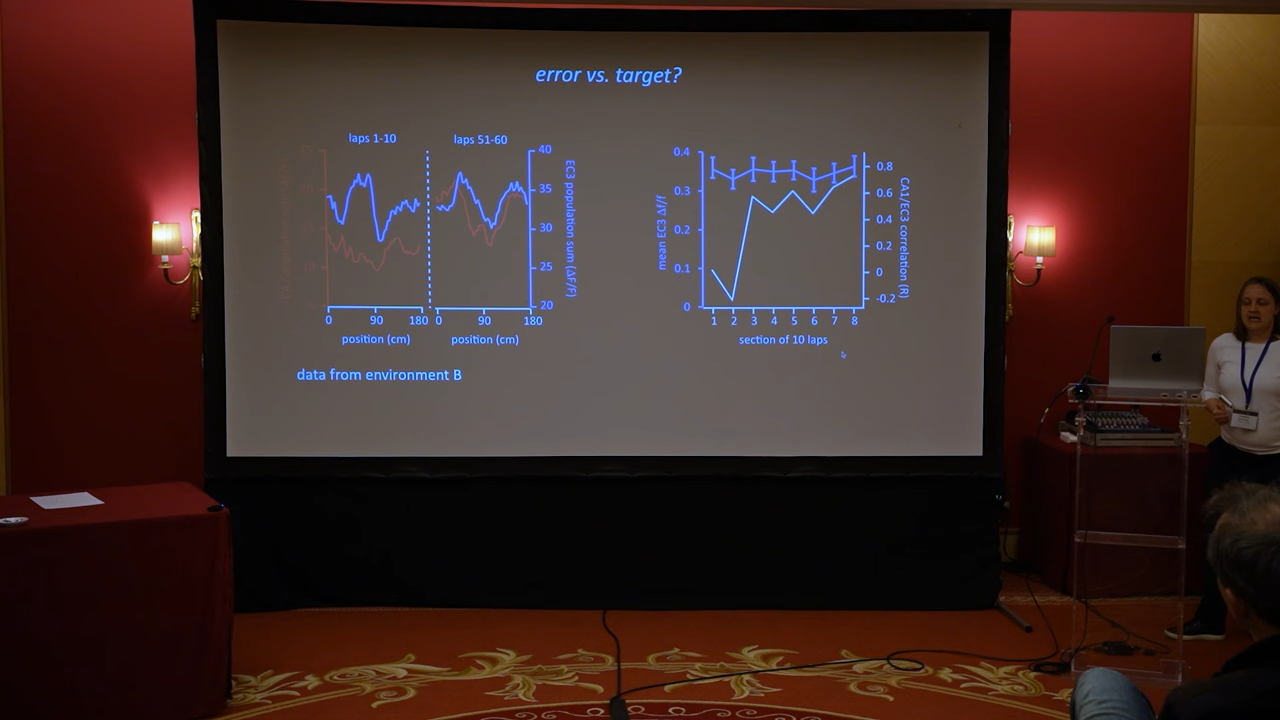 error vs. target?
laps 1-10
laps 51-60
40
35
30
25
20
EC3 population sum (ΔF/F)
0
90
180
0
90
180
position (cm)
position (cm)
data from environment B
0.4
0.3
0.2
0.1
0
mean EC3 Δf/f
0.8
0.6
0.4
0.2
0
-0.2
CA1/EC3 correlation (R)
1 2 3 4 5 6 7 8
section of 10 laps